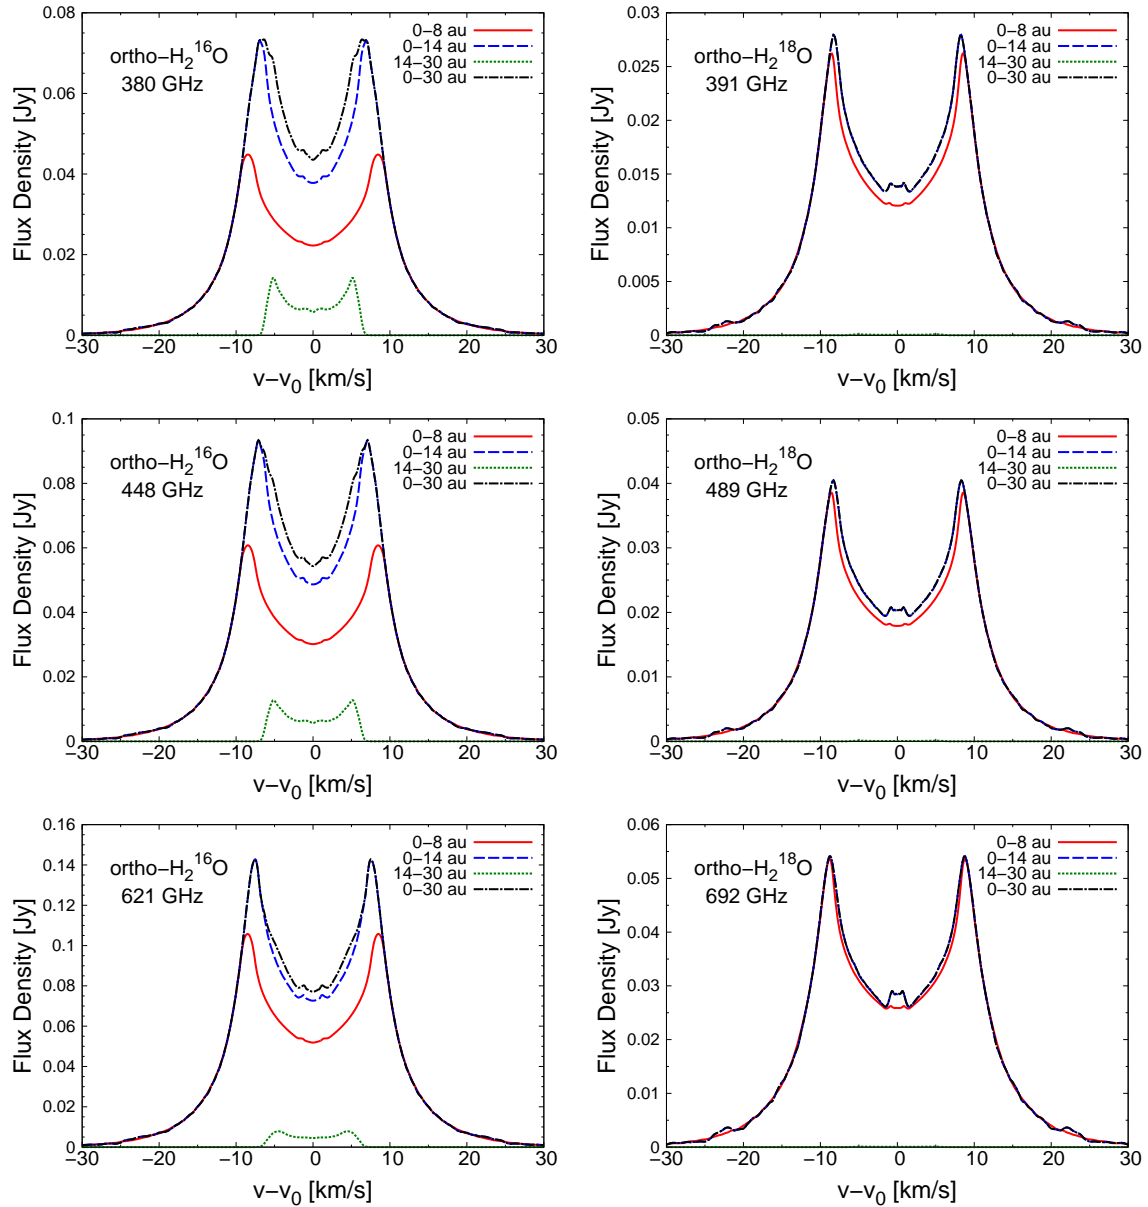 ortho−H₂¹⁶O
380 GHz
0−8 au
0−14 au
14−30 au
0−30 au
Flux Density [Jy]
0
0.02
0.04
0.06
0.08
−30 −20 −10 0 10 20 30
v−v₀ [km/s]
ortho−H₂¹⁸O
391 GHz
0−8 au
0−14 au
14−30 au
0−30 au
Flux Density [Jy]
0
0.005
0.01
0.015
0.02
0.025
0.03
−30 −20 −10 0 10 20 30
v−v₀ [km/s]
ortho−H₂¹⁶O
448 GHz
0−8 au
0−14 au
14−30 au
0−30 au
Flux Density [Jy]
0
0.02
0.04
0.06
0.08
0.1
−30 −20 −10 0 10 20 30
v−v₀ [km/s]
ortho−H₂¹⁸O
489 GHz
0−8 au
0−14 au
14−30 au
0−30 au
Flux Density [Jy]
0
0.01
0.02
0.03
0.04
0.05
−30 −20 −10 0 10 20 30
v−v₀ [km/s]
ortho−H₂¹⁶O
621 GHz
0−8 au
0−14 au
14−30 au
0−30 au
Flux Density [Jy]
0
0.02
0.04
0.06
0.08
0.1
0.12
0.14
0.16
−30 −20 −10 0 10 20 30
v−v₀ [km/s]
ortho−H₂¹⁸O
692 GHz
0−8 au
0−14 au
14−30 au
0−30 au
Flux Density [Jy]
0
0.01
0.02
0.03
0.04
0.05
0.06
−30 −20 −10 0 10 20 30
v−v₀ [km/s]